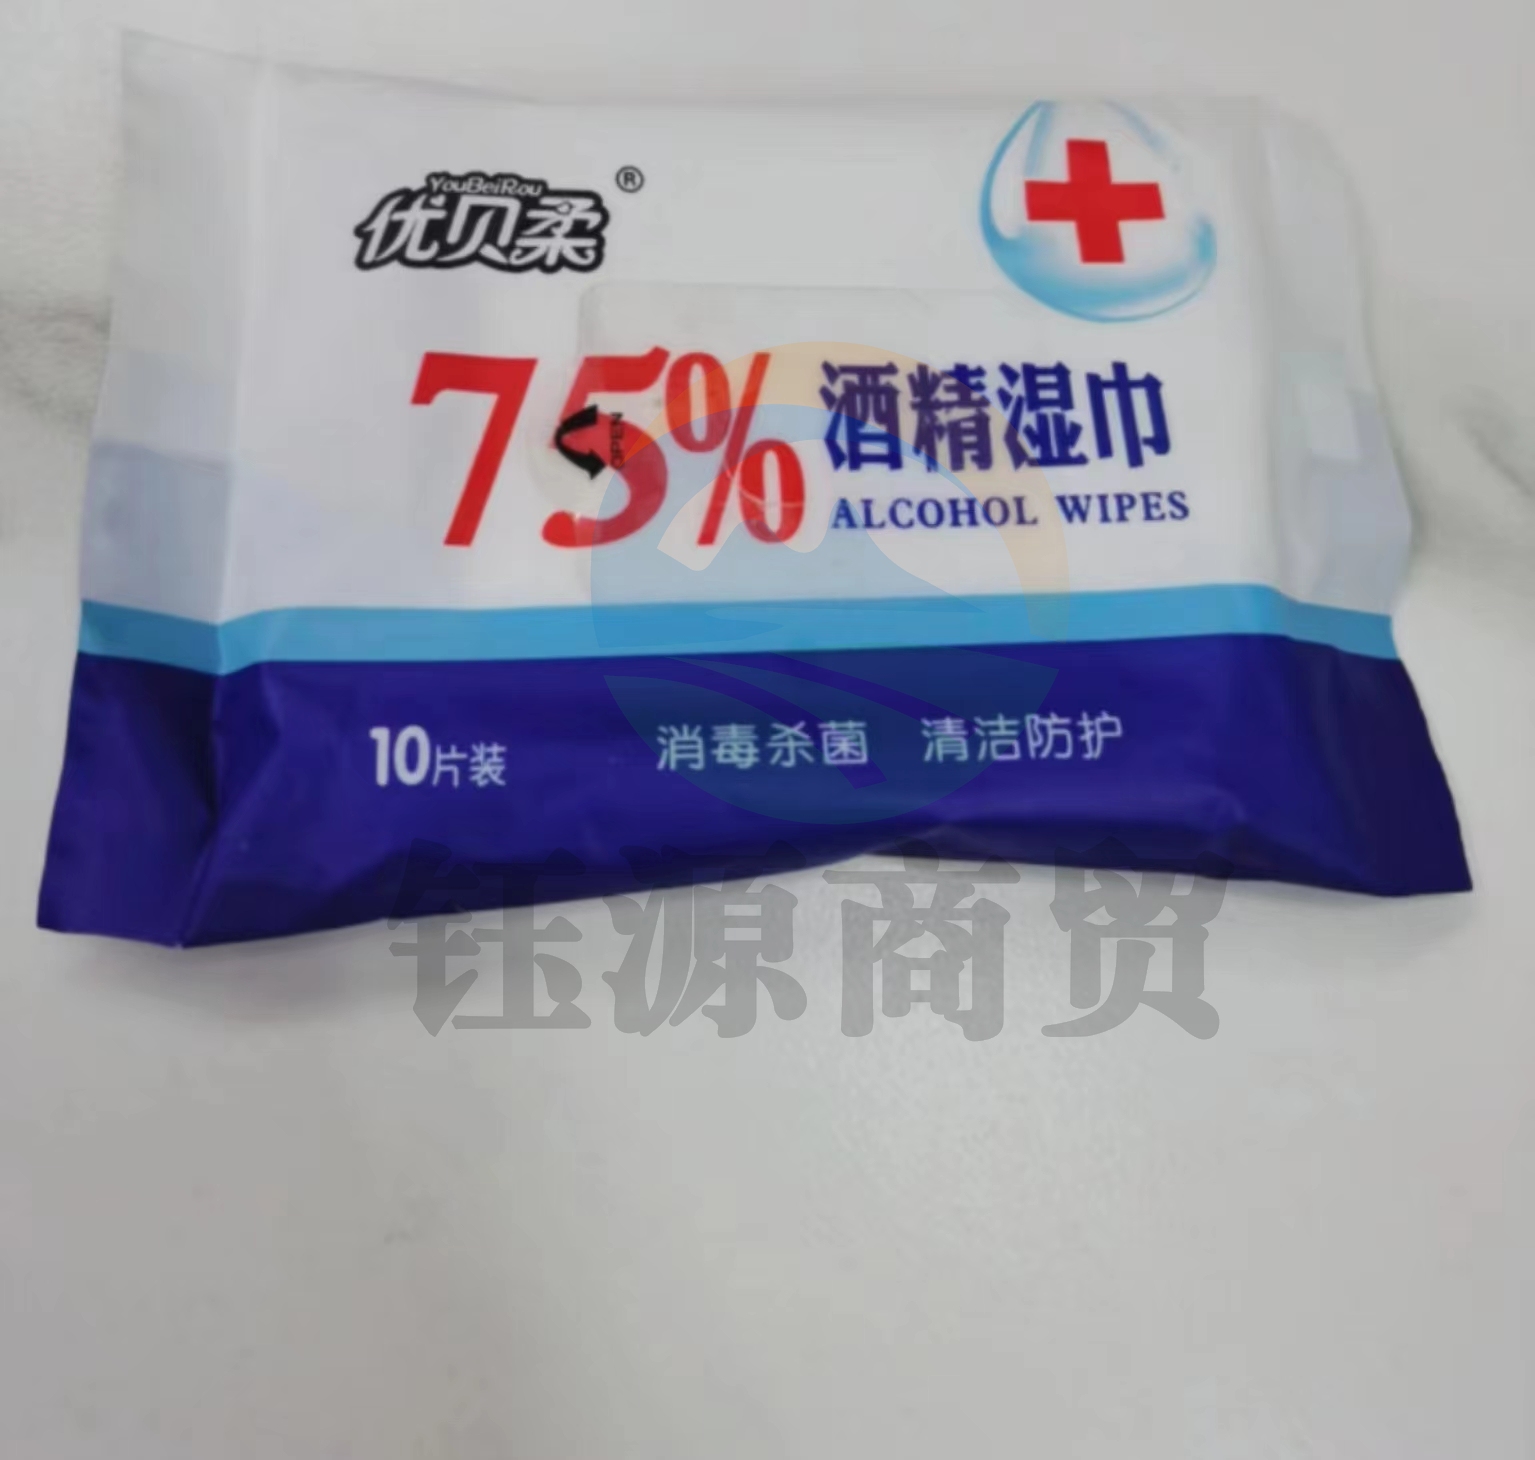 YouBeiRou
优贝柔®
75% 酒精湿巾
OPEN
ALCOHOL WIPES
10片装 消毒杀菌 清洁防护
钰源商贸